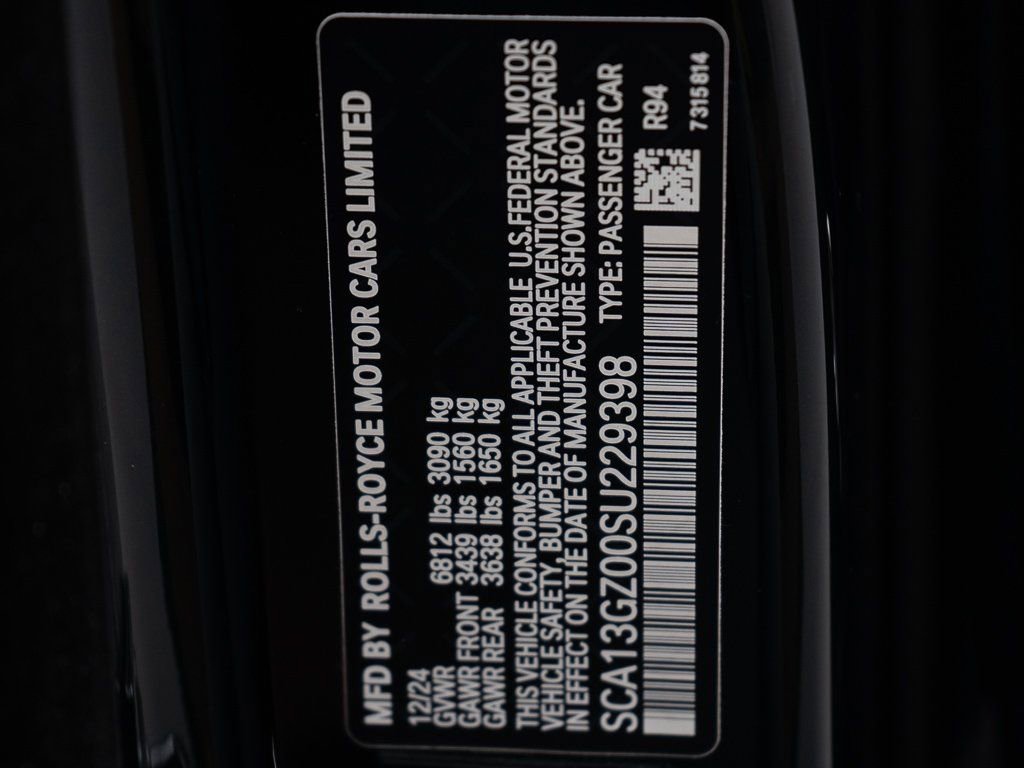 MFD BY ROLLS-ROYCE MOTOR CARS LIMITED
12/24
GVWR 6812 lbs 3090 kg
GAWR FRONT 3439 lbs 1560 kg
GAWR REAR 3638 lbs 1650 kg
THIS VEHICLE CONFORMS TO ALL APPLICABLE U.S.FEDERAL MOTOR
VEHICLE SAFETY, BUMPER AND THEFT PREVENTION STANDARDS
IN EFFECT ON THE DATE OF MANUFACTURE SHOWN ABOVE.
SCA13GZ00SU229398 TYPE: PASSENGER CAR
R94
7315814